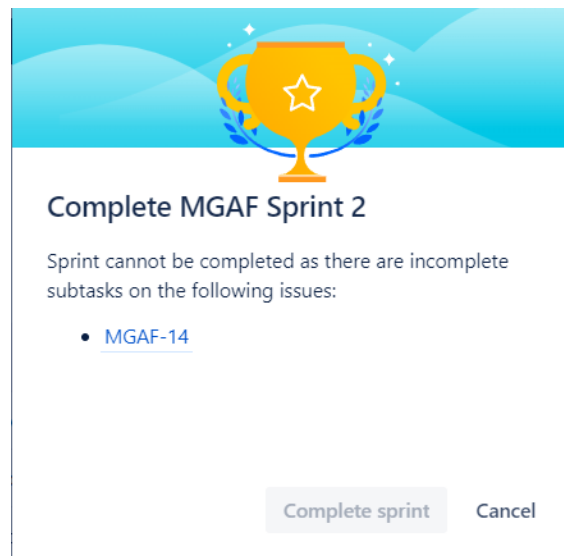 Complete MGAF Sprint 2
Sprint cannot be completed as there are incomplete
subtasks on the following issues:
• MGAF-14
Complete sprint Cancel